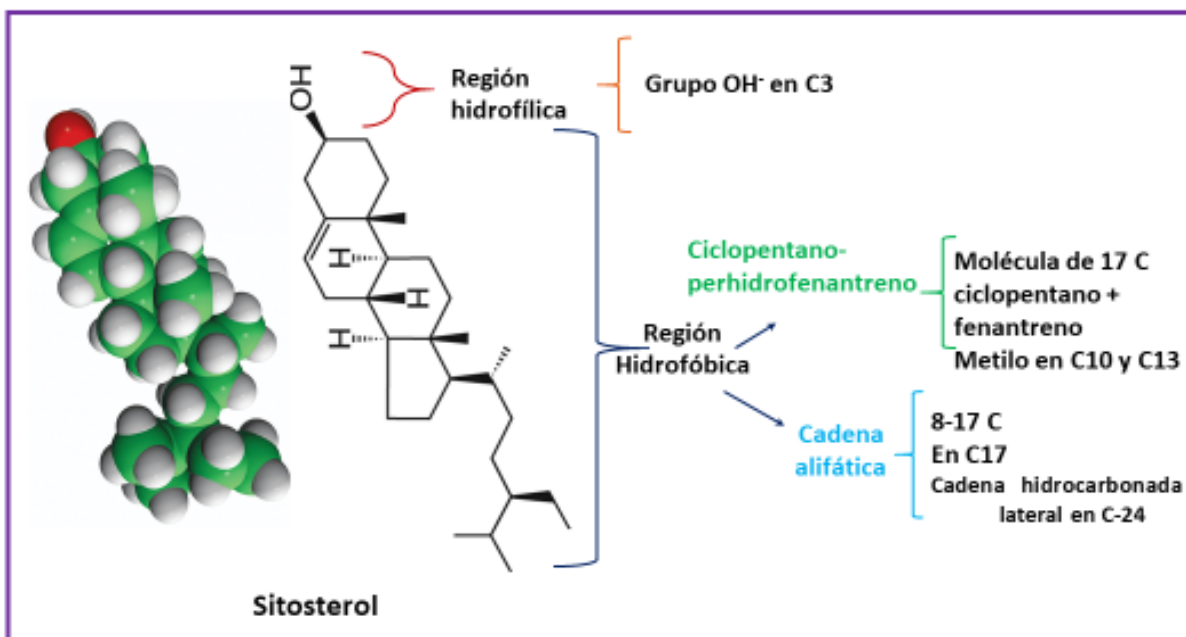 OH
Región
hidrofílica
Grupo OH⁻ en C3
H
H
H
Región
Hidrofóbica
Ciclopentano-
perhidrofenantreno
Molécula de 17 C
ciclopentano +
fenantreno
Metilo en C10 y C13
Cadena
alifática
8-17 C
En C17
Cadena hidrocarbonada
lateral en C-24
Sitosterol